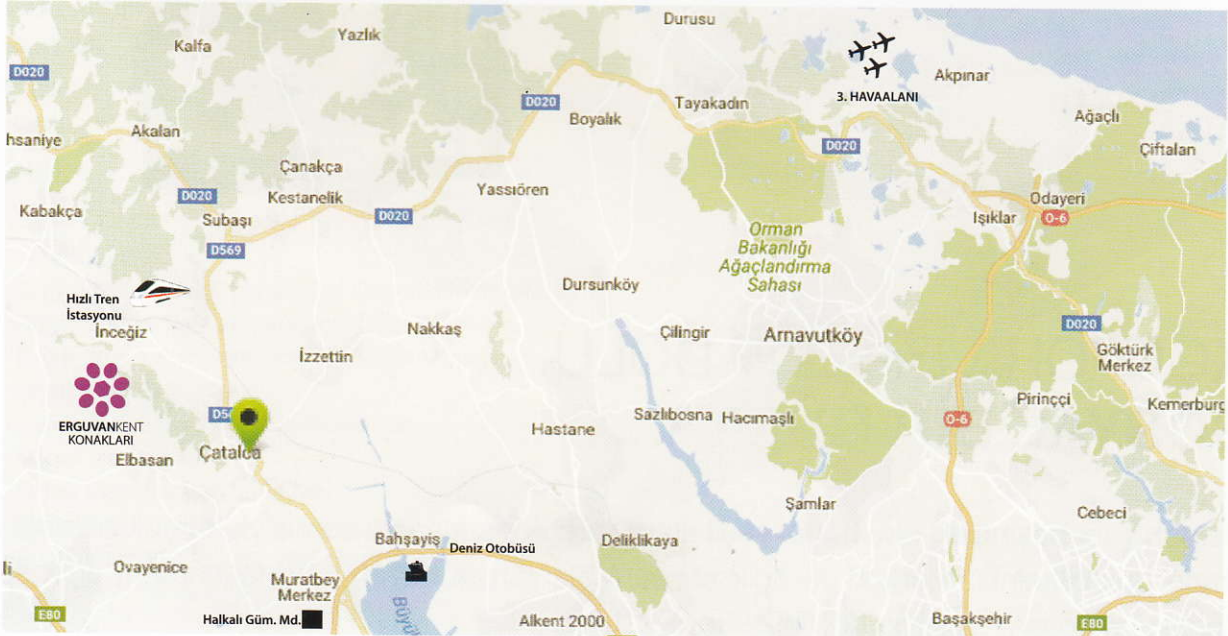 Durusu
Kalfa
Yazlık
3. HAVAALANI
Akpınar
D020
D020
Boyalık
Tayakadın
Ağaçlı
hsaniye
Akalan
D020
Çiftalan
Çanakça
Kabakça
D020
Kestanelik
Yassıören
Subaşı
D020
Işıklar
Odayeri
O-6
D569
Orman
Bakanlığı
Ağaçlandırma
Sahası
Dursunköy
Hızlı Tren
İstasyonu
İnceğiz
Nakkaş
Çilingir
Arnavutköy
D020
İzzettin
Göktürk
Merkez
ERGUVANKENT
KONAKLARI
Pirinççi
Kemerburg
Sazlıbosna
Hacımaşlı
O-6
Hastane
Elbasan
Çatalca
Şamlar
Cebeci
Bahşayiş
Deniz Otobüsü
Deliklikaya
li
Ovayenice
Muratbey
Merkez
Büyü
E80
Halkalı Güm. Md.
Alkent 2000
Başakşehir
E80